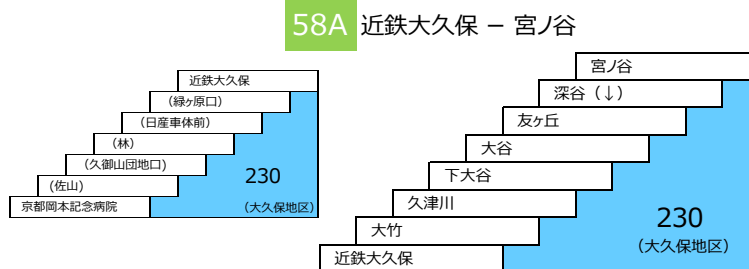 58A 近鉄大久保 − 宮ノ谷
近鉄大久保
(緑ヶ原口)
(日産車体前)
(林)
(久御山団地口)
(佐山)
京都岡本記念病院
230
(大久保地区)
宮ノ谷
深谷（↓）
友ヶ丘
大谷
下大谷
久津川
大竹
近鉄大久保
230
(大久保地区)